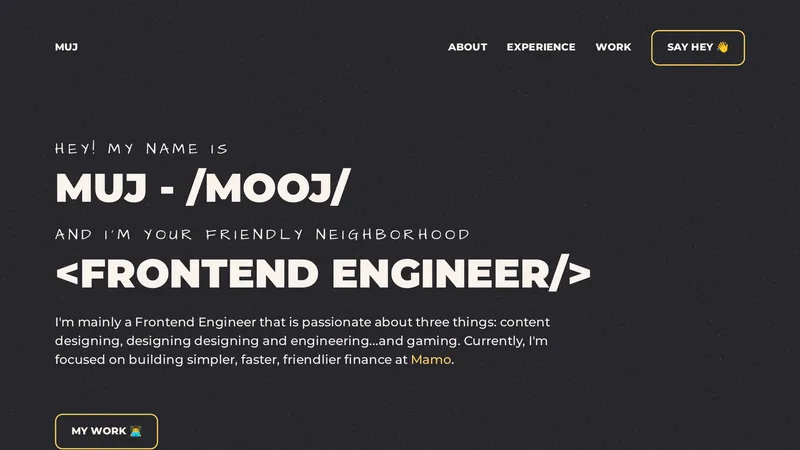 MUJ
ABOUT
EXPERIENCE
WORK
SAY HEY 👋
HEY! MY NAME IS
MUJ - /MOOJ/
AND I'M YOUR FRIENDLY NEIGHBORHOOD
<FRONTEND ENGINEER/>
I'm mainly a Frontend Engineer that is passionate about three things: content
designing, designing designing and engineering...and gaming. Currently, I'm
focused on building simpler, faster, friendlier finance at Mamo.
MY WORK 👨‍💻